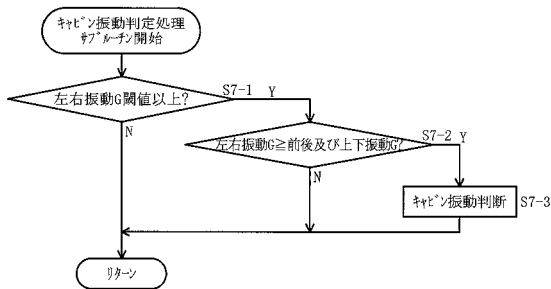 ｷｬﾋﾞﾝ振動判定処理
ｻﾌﾞﾙｰﾁﾝ開始
左右振動G閾値以上?
S7-1
Y
N
左右振動G≧前後及び上下振動G?
S7-2
Y
N
ｷｬﾋﾞﾝ振動判断
S7-3
ﾘﾀｰﾝ